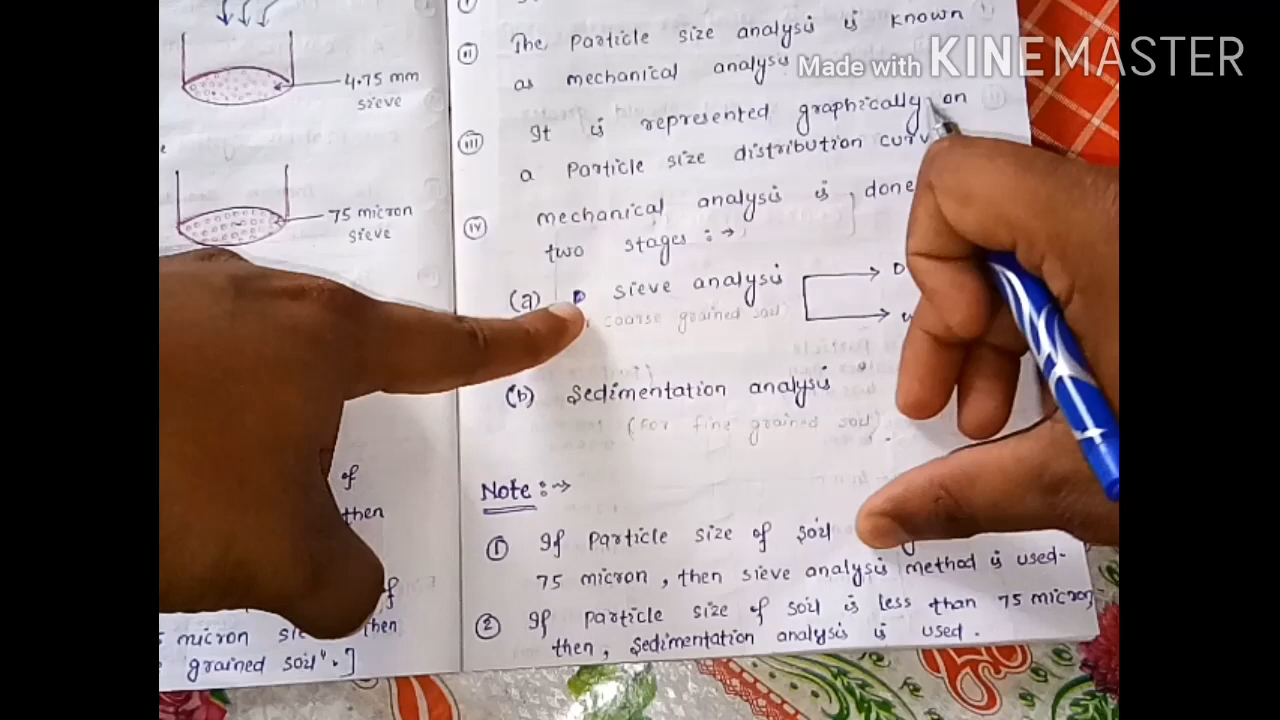 4.75 mm
sieve
75 micron
sieve
of
then
of
micron then
grained soil".]
Made with KINEMASTER
(ii) The Particle size analysis is known
as mechanical analysis
(iii) It is represented graphically on
a Particle size distribution
(iv) mechanical analysis is done
two stages :→
(a) sieve analysis
coarse grained soil
(b) Sedimentation analysis
(For fine grained soil).
Note :→
(1) If Particle size of soil
75 micron, then sieve analysis method is used-
(2) If Particle size of soil is less than 75 micron,
then, Sedimentation analysis is used.